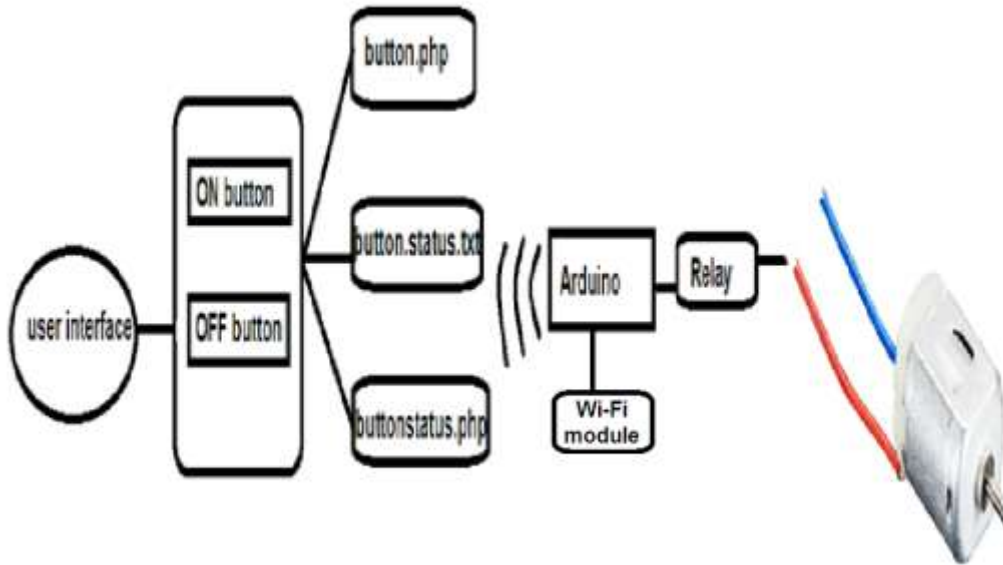 button.php
ON button
button.status.txt
user interface
OFF button
buttonstatus.php
Arduino
Relay
Wi-Fi
module